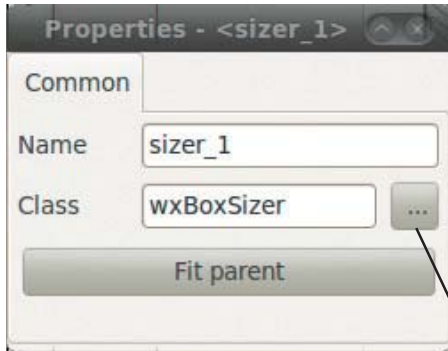 Properties - <sizer_1>
Common
Name sizer_1
Class wxBoxSizer ...
Fit parent